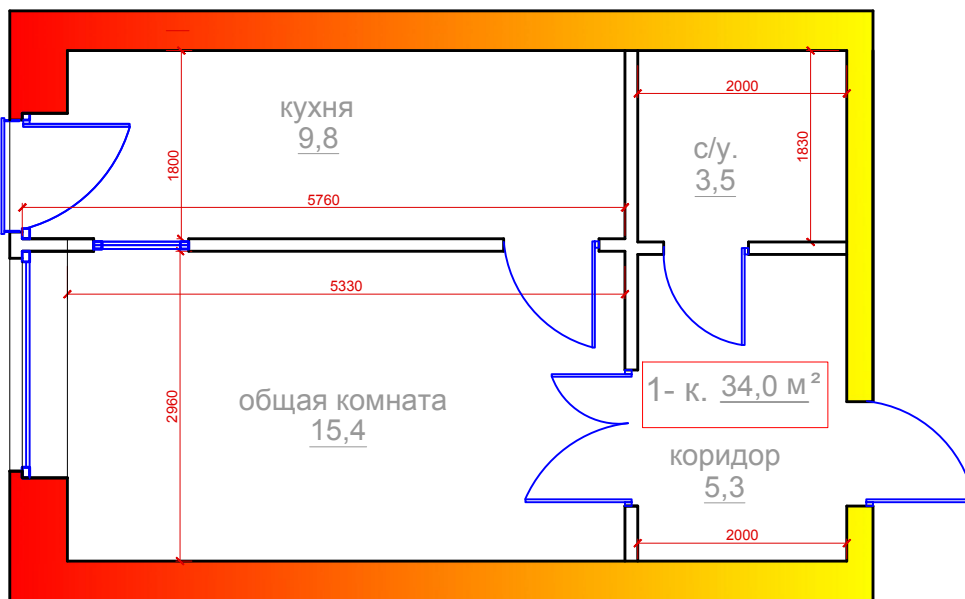 кухня
9,8
1800
5760
2000
1830
с/у.
3,5
5330
2960
общая комната
15,4
1- к. 34,0 м²
коридор
5,3
2000